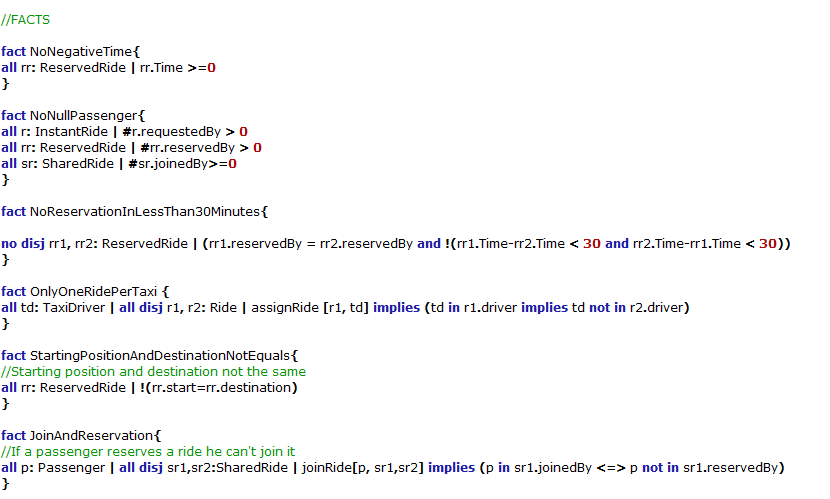 //FACTS
fact NoNegativeTime{
all rr: ReservedRide | rr.Time >=0
}
fact NoNullPassenger{
all r: InstantRide | #r.requestedBy > 0
all rr: ReservedRide | #rr.reservedBy > 0
all sr: SharedRide | #sr.joinedBy>=0
}
fact NoReservationInLessThan30Minutes{
no disj rr1, rr2: ReservedRide | (rr1.reservedBy = rr2.reservedBy and !(rr1.Time-rr2.Time < 30 and rr2.Time-rr1.Time < 30))
}
fact OnlyOneRidePerTaxi {
all td: TaxiDriver | all disj r1, r2: Ride | assignRide [r1, td] implies (td in r1.driver implies td not in r2.driver)
}
fact StartingPositionAndDestinationNotEquals{
//Starting position and destination not the same
all rr: ReservedRide | !(rr.start=rr.destination)
}
fact JoinAndReservation{
//If a passenger reserves a ride he can't join it
all p: Passenger | all disj sr1,sr2:SharedRide | joinRide[p, sr1,sr2] implies (p in sr1.joinedBy <=> p not in sr1.reservedBy)
}